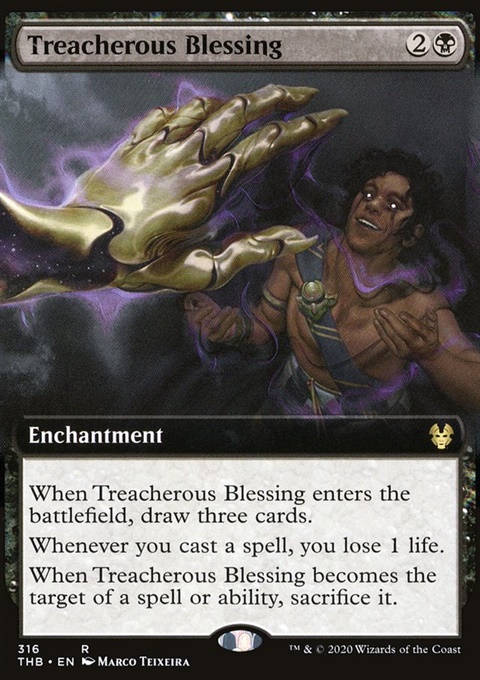 Treacherous Blessing 2
Enchantment
When Treacherous Blessing enters the
battlefield, draw three cards.
Whenever you cast a spell, you lose 1 life.
When Treacherous Blessing becomes the
target of a spell or ability, sacrifice it.
316 R
THB • EN MARCO TEIXEIRA
™ & © 2020 Wizards of the Coast